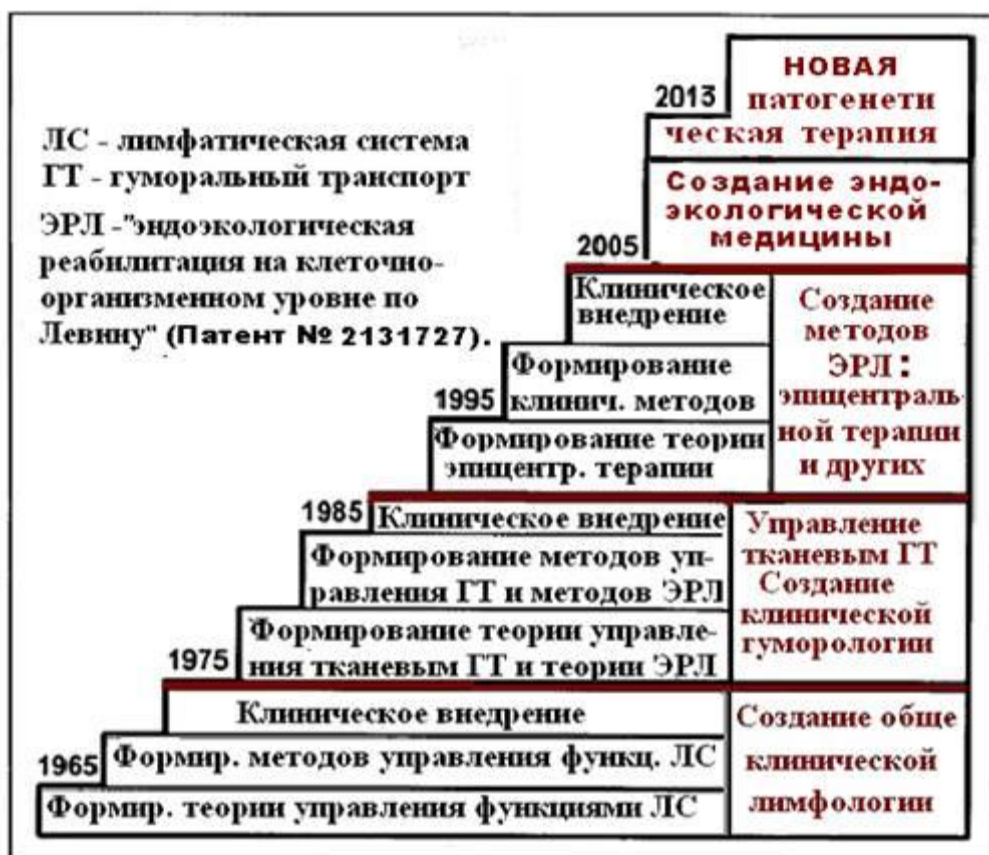 НОВАЯ
2013 патогенети
ческая терапия
ЛС - лимфатическая система
ГТ - гуморальный транспорт
ЭРЛ -"эндоэкологическая
реабилитация на клеточно-
организменном уровне по
Левину" (Патент № 2131727).
Создание эндо-
экологической
медицины
2005
Клиническое
внедрение
Формирование
клинич. методов
1995
Формирование теории
эпицентр. терапии
Создание
методов
ЭРЛ :
эпицентраль-
ной терапии
и других
1985
Клиническое внедрение
Формирование методов уп-
равления ГТ и методов ЭРЛ
Формирование теории управле-
ния тканевым ГТ и теории ЭРЛ
1975
Управление
тканевым ГТ
Создание
клинической
гуморологии
Клиническое внедрение
1965
Формир. методов управления функц. ЛС
Формир. теории управления функциями ЛС
Создание обще
клинической
лимфологии